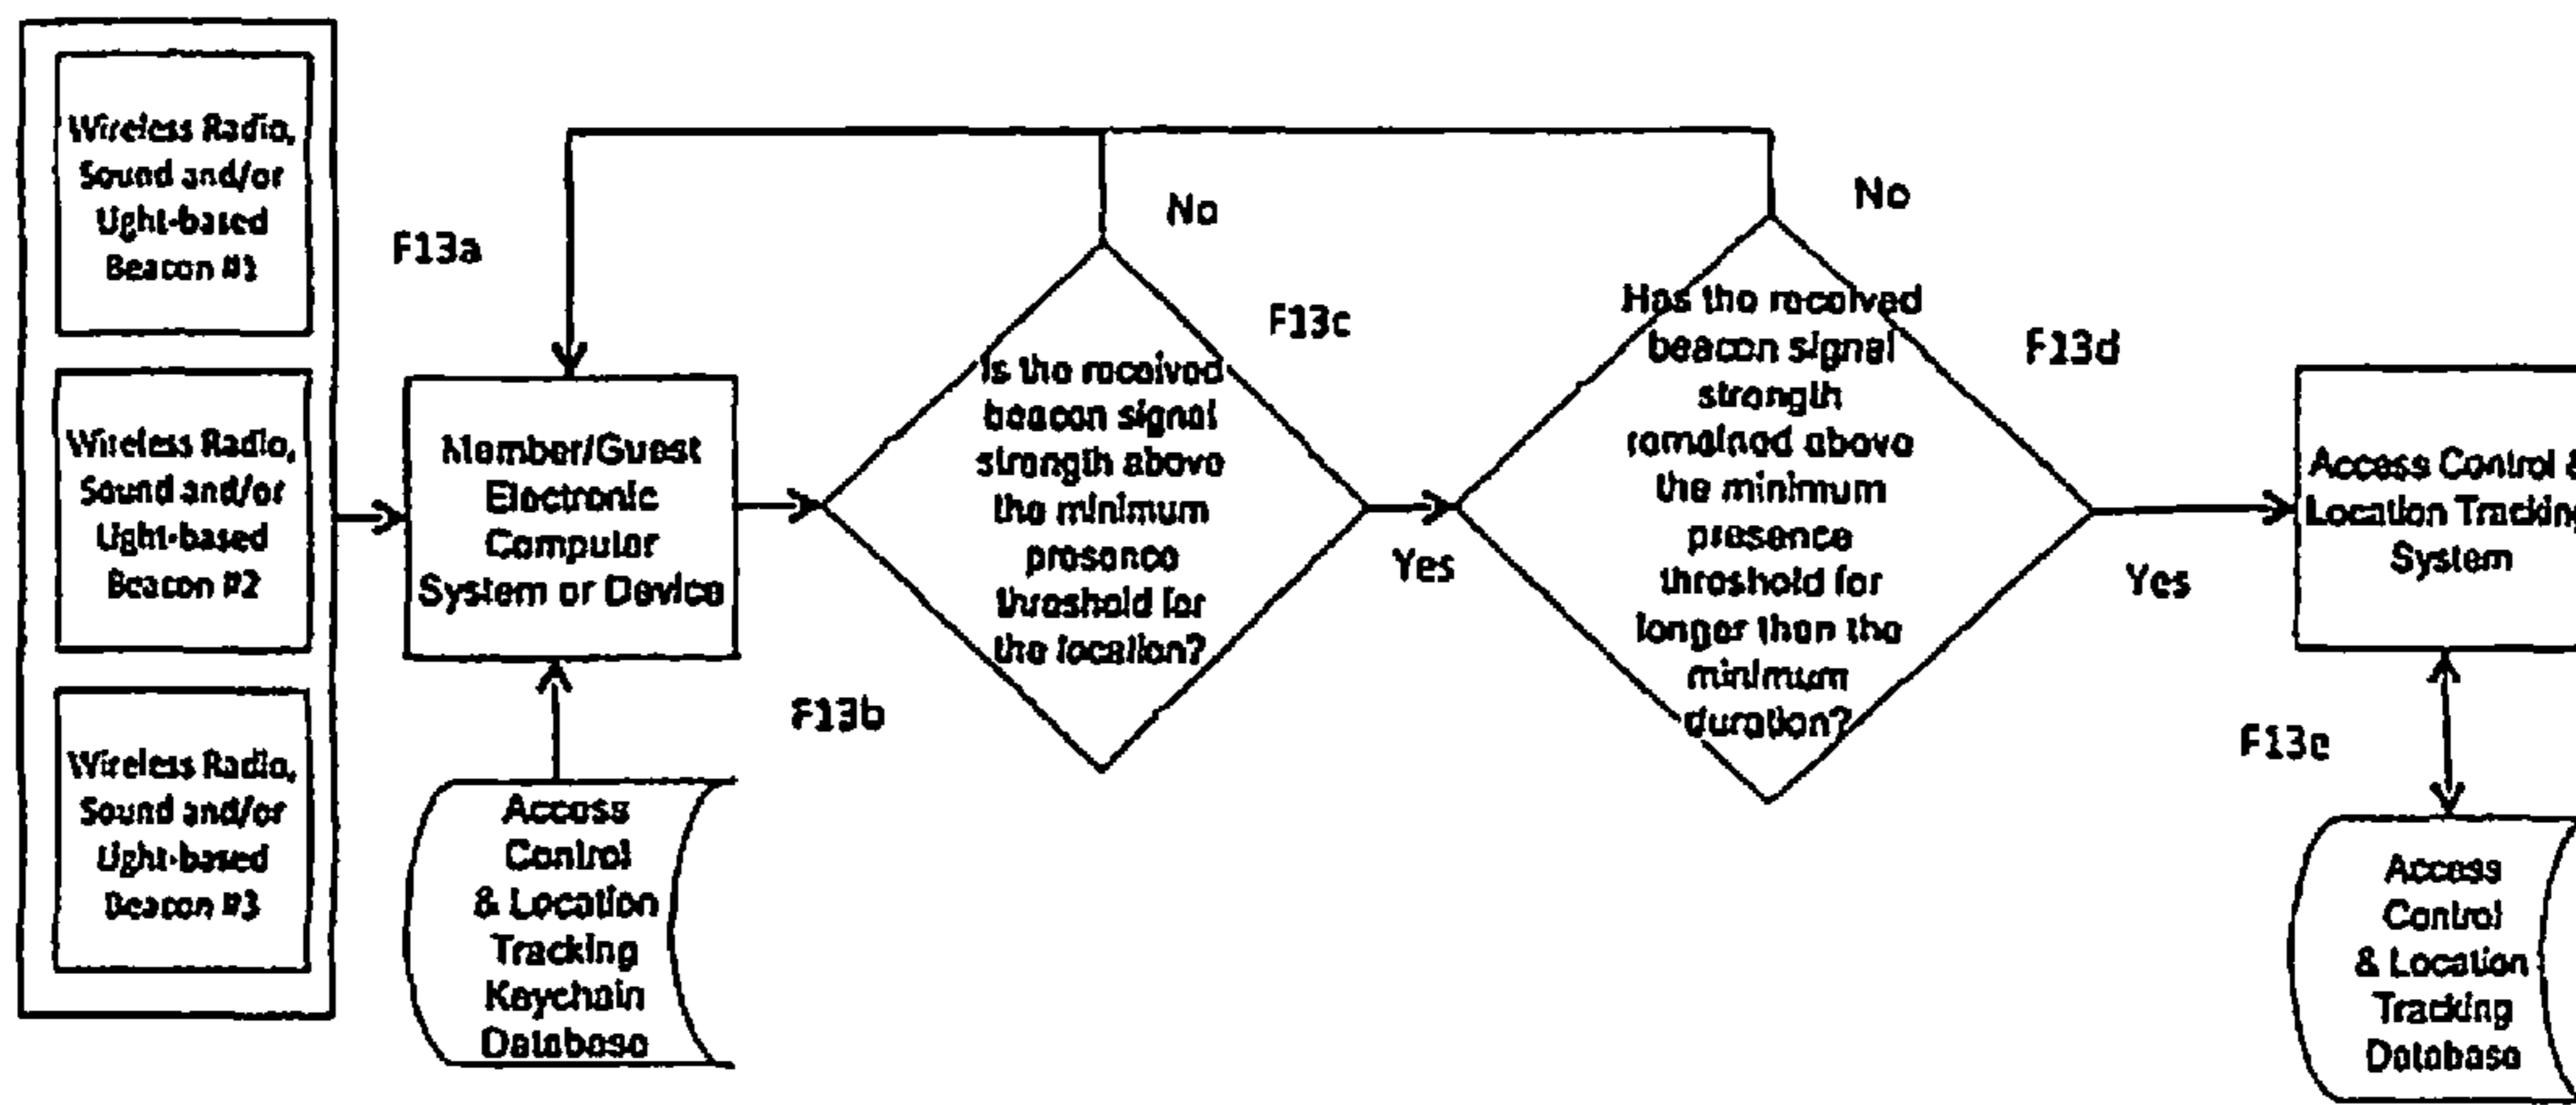 Wireless Radio,
Sound and/or
Light-based
Beacon #1
Wireless Radio,
Sound and/or
Light-based
Beacon #2
Wireless Radio,
Sound and/or
Light-based
Beacon #3
F13a
Member/Guest
Electronic
Computer
System or Device
F13b
Access
Control
& Location
Tracking
Keychain
Database
No
F13c
Is the received
beacon signal
strength above
the minimum
presence
threshold for
the location?
Yes
No
F13d
Has the received
beacon signal
strength
remained above
the minimum
presence
threshold for
longer than the
minimum
duration?
Yes
Access Control &
Location Tracking
System
F13e
Access
Control
& Location
Tracking
Database